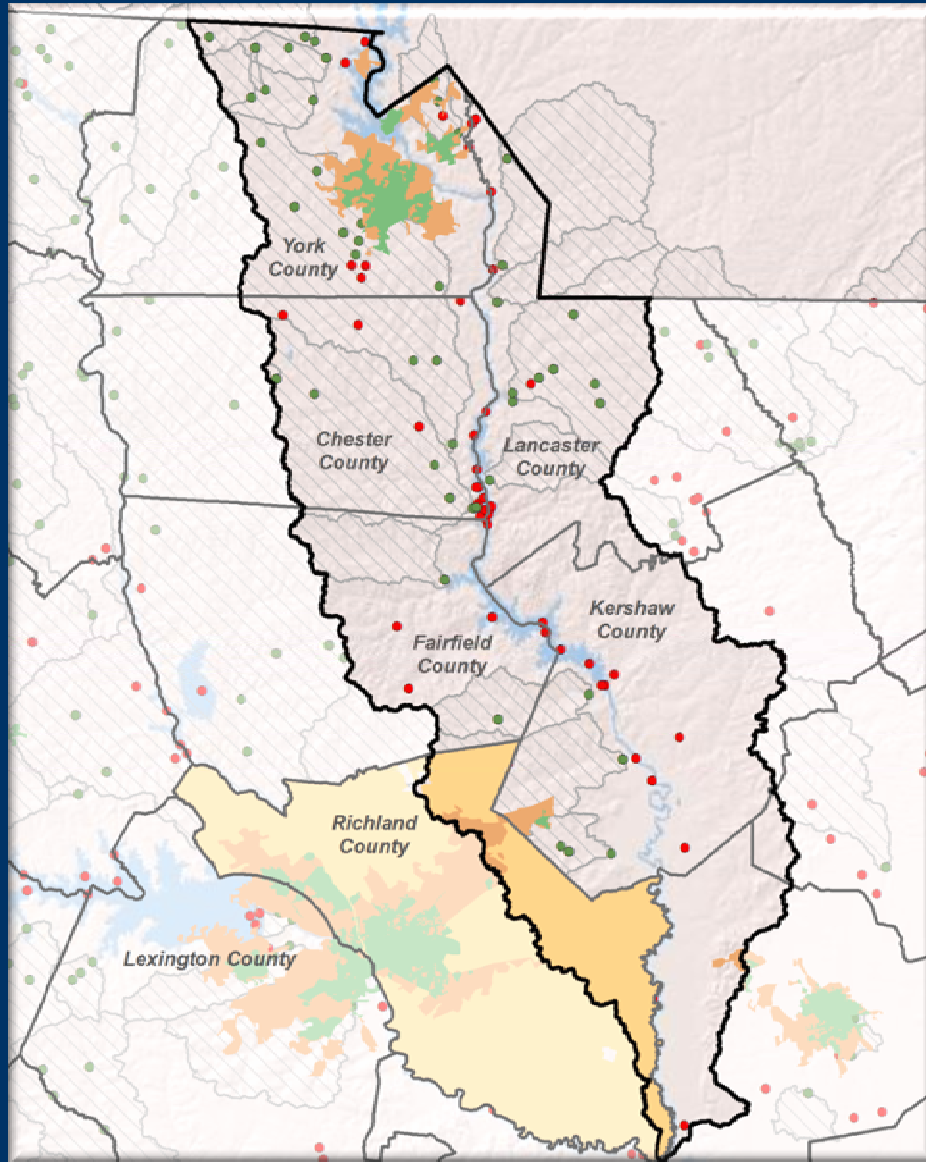 York
County
Chester
County
Lancaster
County
Kershaw
County
Fairfield
County
Richland
County
Lexington County